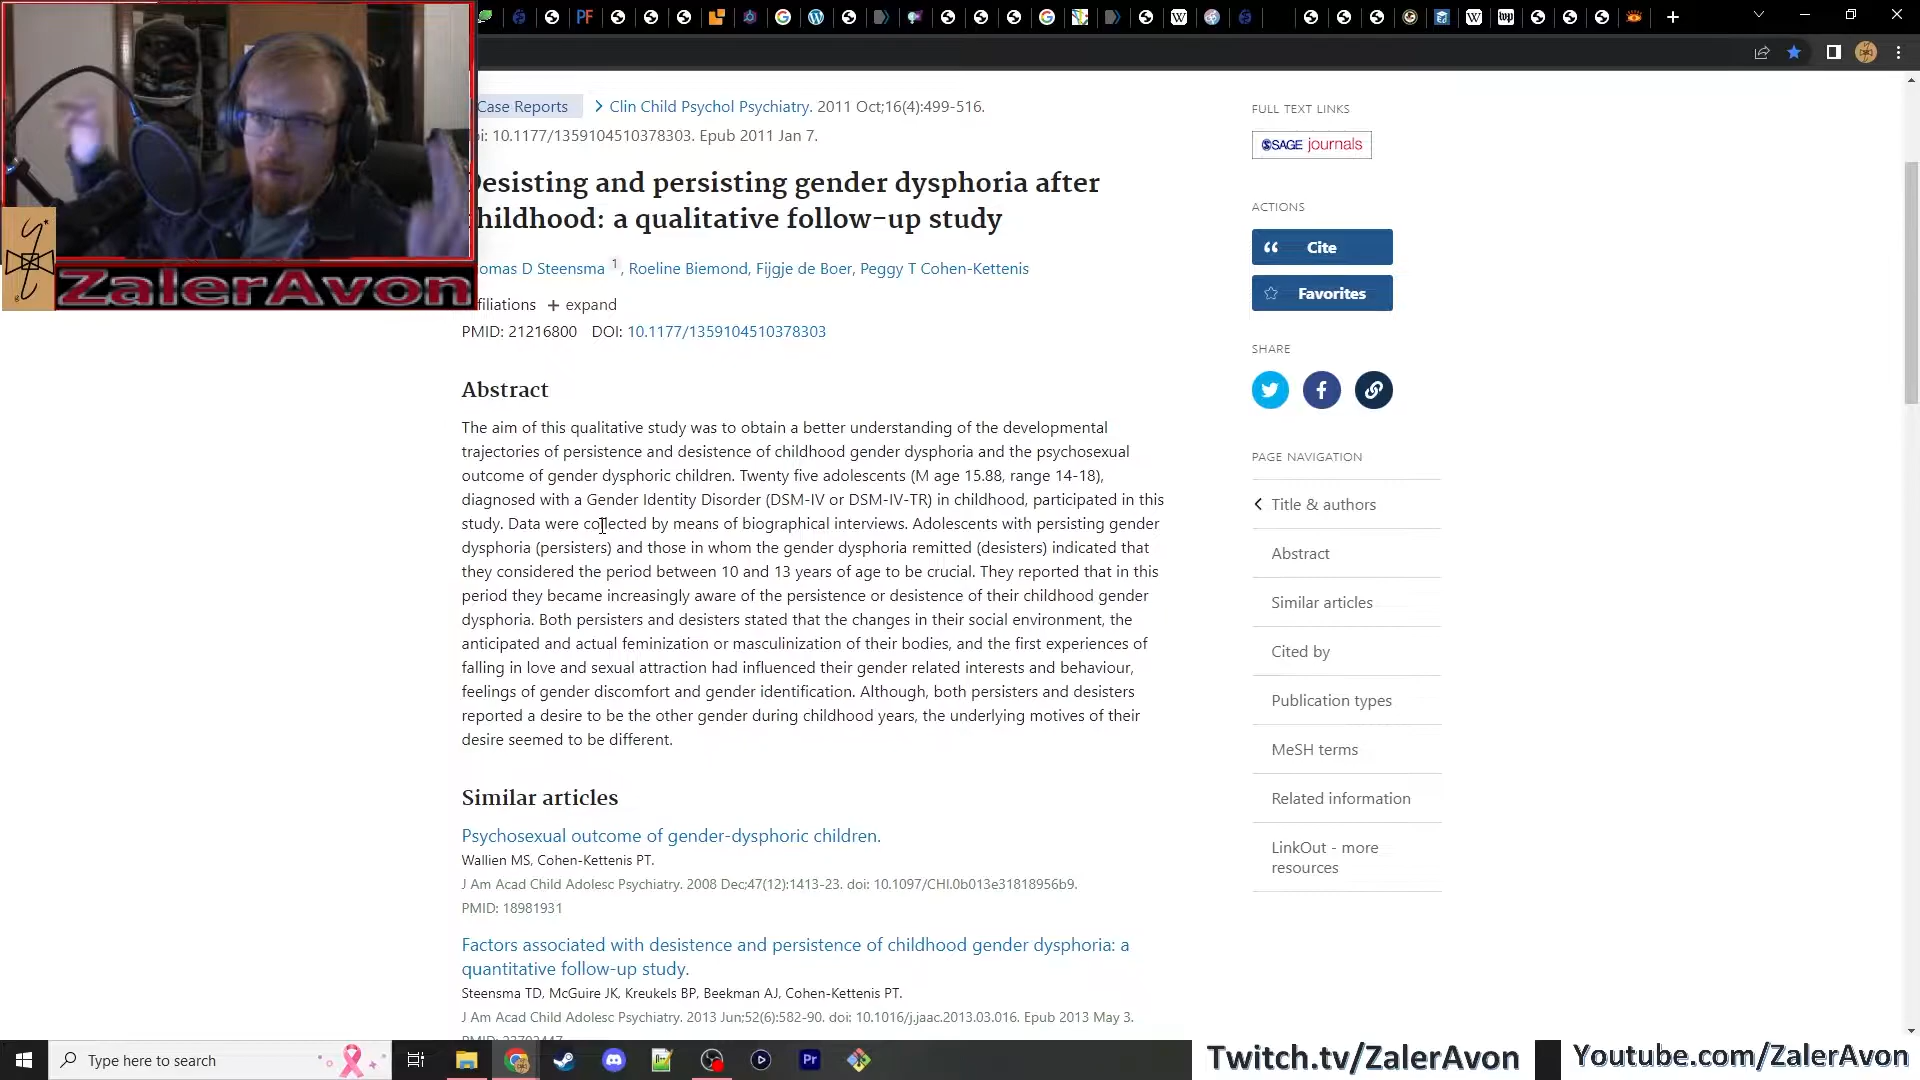 PF
W
W
wp
Case Reports
Clin Child Psychol Psychiatry. 2011 Oct;16(4):499-516.
oi: 10.1177/1359104510378303. Epub 2011 Jan 7.
Desisting and persisting gender dysphoria after
childhood: a qualitative follow-up study
omas D Steensma 1, Roeline Biemond, Fijgje de Boer, Peggy T Cohen-Kettenis
filiations + expand
PMID: 21216800 DOI: 10.1177/1359104510378303
ZalerAvon
Abstract
The aim of this qualitative study was to obtain a better understanding of the developmental
trajectories of persistence and desistence of childhood gender dysphoria and the psychosexual
outcome of gender dysphoric children. Twenty five adolescents (M age 15.88, range 14-18),
diagnosed with a Gender Identity Disorder (DSM-IV or DSM-IV-TR) in childhood, participated in this
study. Data were collected by means of biographical interviews. Adolescents with persisting gender
dysphoria (persisters) and those in whom the gender dysphoria remitted (desisters) indicated that
they considered the period between 10 and 13 years of age to be crucial. They reported that in this
period they became increasingly aware of the persistence or desistence of their childhood gender
dysphoria. Both persisters and desisters stated that the changes in their social environment, the
anticipated and actual feminization or masculinization of their bodies, and the first experiences of
falling in love and sexual attraction had influenced their gender related interests and behaviour,
feelings of gender discomfort and gender identification. Although, both persisters and desisters
reported a desire to be the other gender during childhood years, the underlying motives of their
desire seemed to be different.
Similar articles
Psychosexual outcome of gender-dysphoric children.
Wallien MS, Cohen-Kettenis PT.
J Am Acad Child Adolesc Psychiatry. 2008 Dec;47(12):1413-23. doi: 10.1097/CHI.0b013e31818956b9.
PMID: 18981931
Factors associated with desistence and persistence of childhood gender dysphoria: a
quantitative follow-up study.
Steensma TD, McGuire JK, Kreukels BP, Beekman AJ, Cohen-Kettenis PT.
J Am Acad Child Adolesc Psychiatry. 2013 Jun;52(6):582-90. doi: 10.1016/j.jaac.2013.03.016. Epub 2013 May 3.
FULL TEXT LINKS
SAGE journals
ACTIONS
Cite
Favorites
SHARE
PAGE NAVIGATION
Title & authors
Abstract
Similar articles
Cited by
Publication types
MeSH terms
Related information
LinkOut - more
resources
Type here to search
Pr
Twitch.tv/ZalerAvon
Youtube.com/ZalerAvon